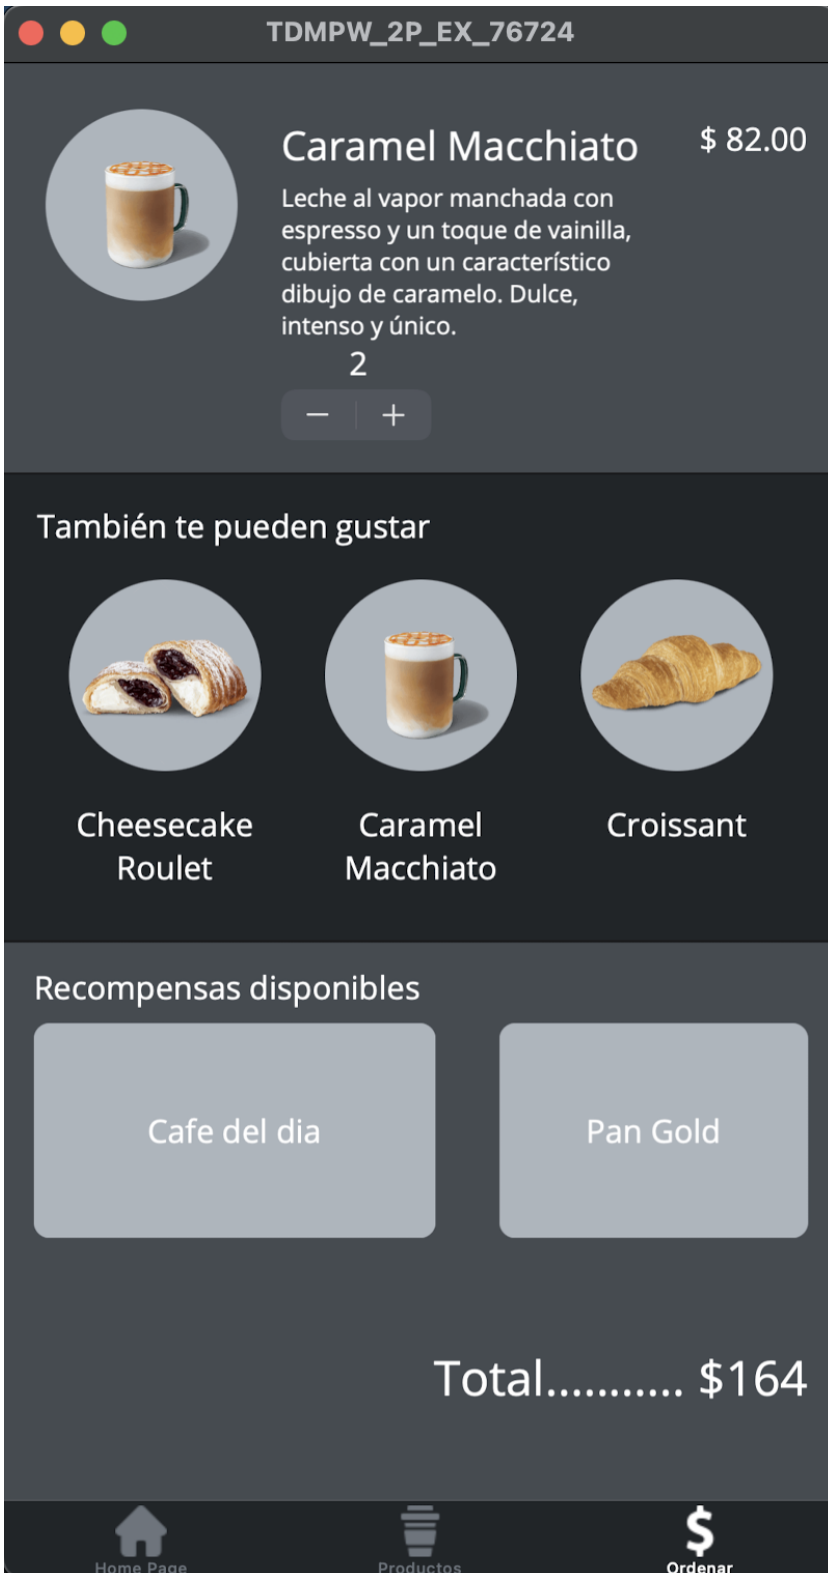 TDMPW_2P_EX_76724
Caramel Macchiato
$ 82.00
Leche al vapor manchada con
espresso y un toque de vainilla,
cubierta con un característico
dibujo de caramelo. Dulce,
intenso y único.
2
− +
También te pueden gustar
Cheesecake
Roulet
Caramel
Macchiato
Croissant
Recompensas disponibles
Cafe del dia
Pan Gold
Total........... $164
Home Page
Productos
Ordenar